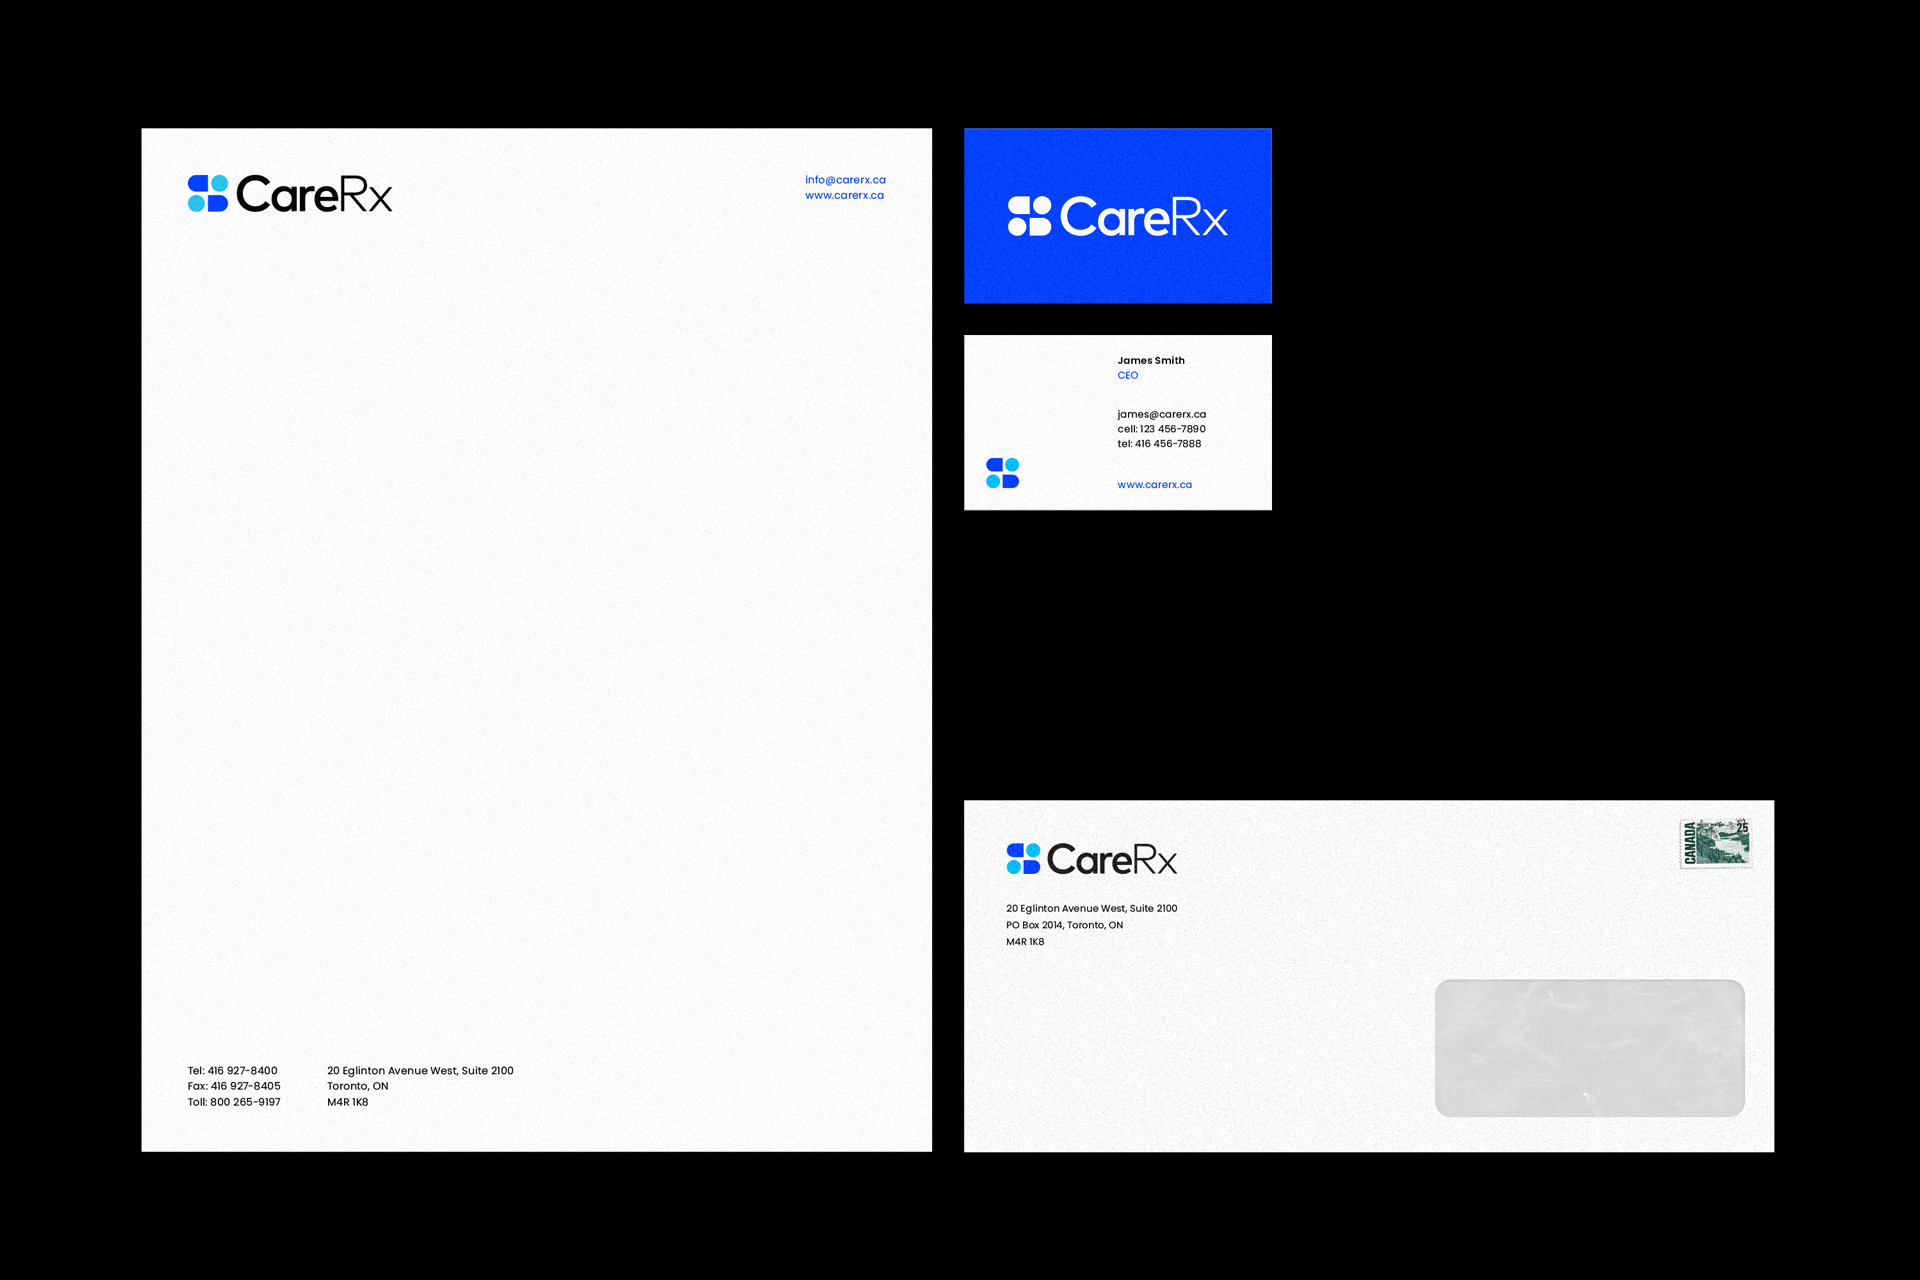 CareRx
info@carerx.ca
www.carerx.ca
Tel: 416 927-8400
Fax: 416 927-8405
Toll: 800 265-9197
20 Eglinton Avenue West, Suite 2100
Toronto, ON
M4R 1K8
CareRx
James Smith
CEO
james@carerx.ca
cell: 123 456-7890
tel: 416 456-7888
www.carerx.ca
CareRx
20 Eglinton Avenue West, Suite 2100
PO Box 2014, Toronto, ON
M4R 1K8
CANADA
25